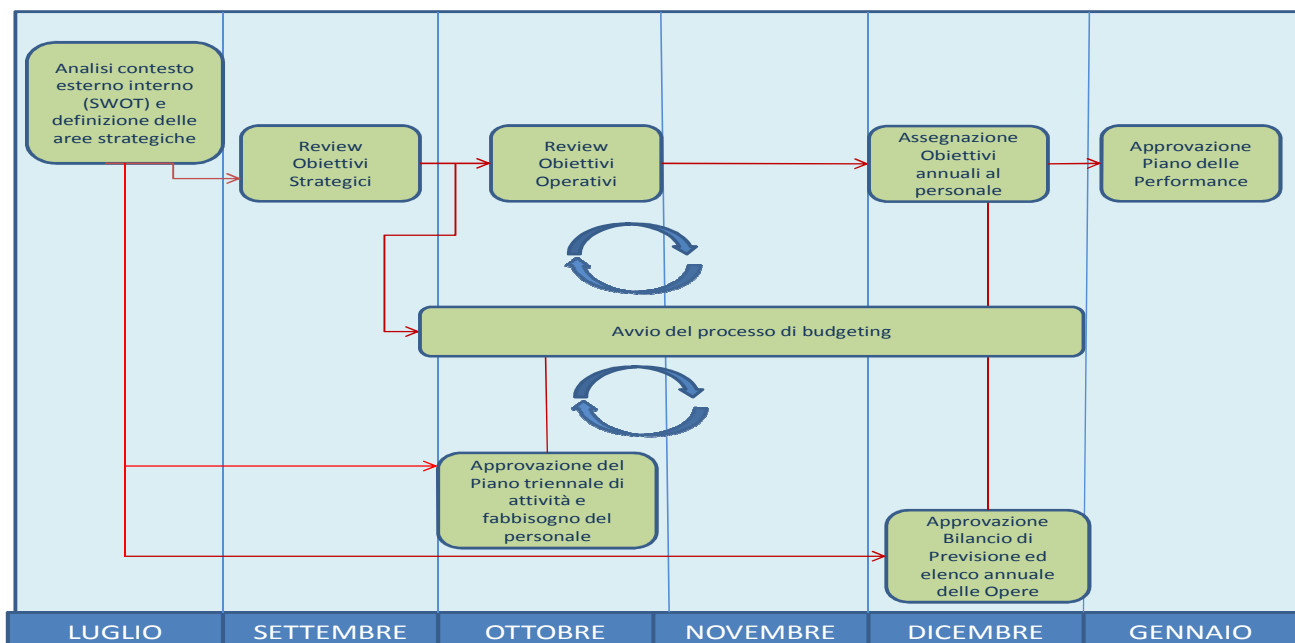 Analisi contesto
esterno interno
(SWOT) e
definizione delle
aree strategiche
Review
Obiettivi
Strategici
Review
Obiettivi
Operativi
Assegnazione
Obiettivi
annuali al
personale
Approvazione
Piano delle
Performance
Avvio del processo di budgeting
Approvazione del
Piano triennale di
attività e
fabbisogno del
personale
Approvazione
Bilancio di
Previsione ed
elenco annuale
delle Opere
LUGLIO
SETTEMBRE
OTTOBRE
NOVEMBRE
DICEMBRE
GENNAIO